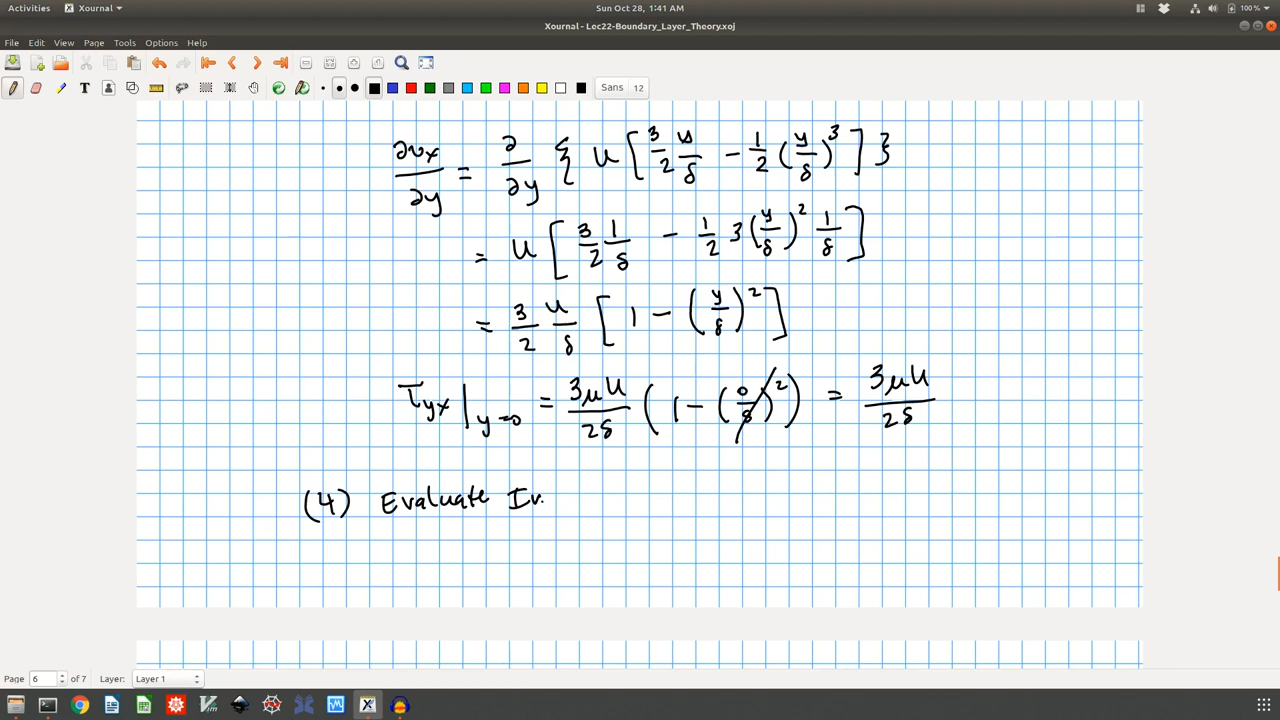 Activities Xournal Sun Oct 28, 1:41 AM 100 %
Xournal - Lec22-Boundary_Layer_Theory.xoj
File Edit View Page Tools Options Help
Sans 12
∂vx/∂y = ∂/∂y { U [ 3/2 y/δ - 1/2 (y/δ)^3 ] }
= U [ 3/2 1/δ - 1/2 3 (y/δ)^2 1/δ ]
= 3/2 U/δ [ 1 - (y/δ)^2 ]
τyx |y=0 = 3μU/2δ ( 1 - (0/δ)^2 ) = 3μU/2δ
(4) Evaluate
Page 6 of 7 Layer: Layer 1